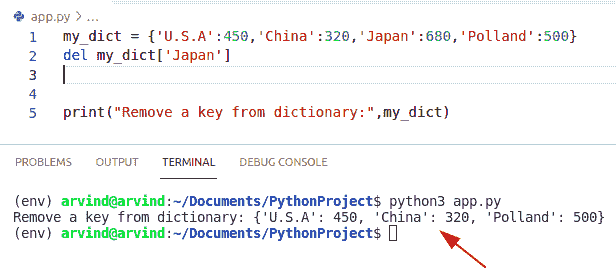 app.py > ...
1 my_dict = {'U.S.A':450,'China':320,'Japan':680,'Polland':500}
2 del my_dict['Japan']
3
4
5 print("Remove a key from dictionary:",my_dict)
PROBLEMS OUTPUT TERMINAL DEBUG CONSOLE
(env) arvind@arvind:~/Documents/PythonProject$ python3 app.py
Remove a key from dictionary: {'U.S.A': 450, 'China': 320, 'Polland': 500}
(env) arvind@arvind:~/Documents/PythonProject$